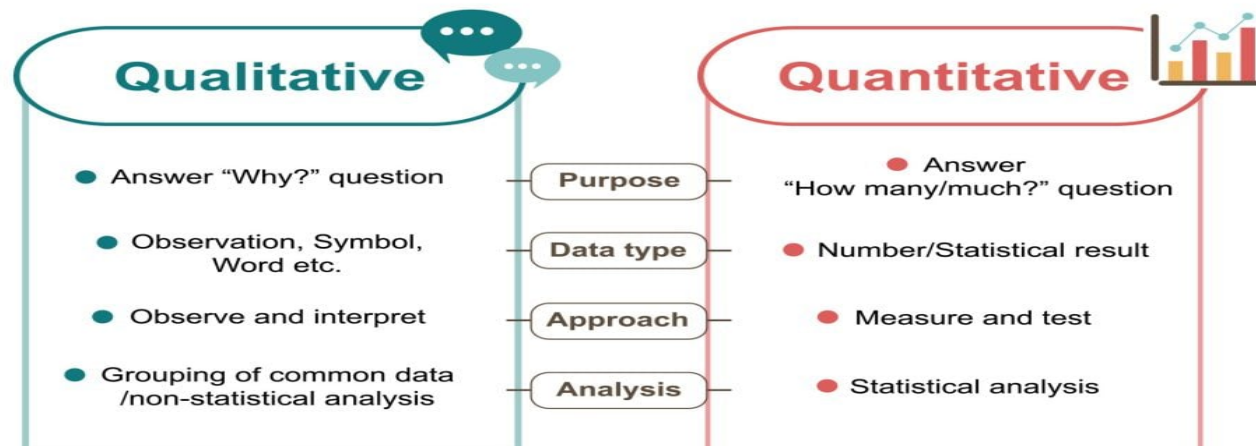 Qualitative
Quantitative
Answer “Why?” question
Purpose
Answer
“How many/much?” question
Observation, Symbol,
Word etc.
Data type
Number/Statistical result
Observe and interpret
Approach
Measure and test
Grouping of common data
/non-statistical analysis
Analysis
Statistical analysis